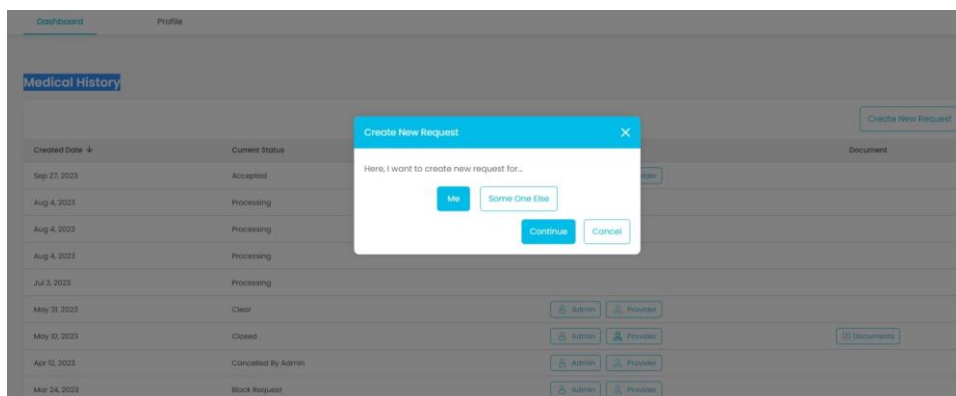 Dashboard Profile
Medical History
Create New Request
Create New Request
Created Date Current Status Document
Here, I want to create new request for...
Sep 27, 2023 Accepted
Me Some One Else
Aug 4, 2023 Processing
Continue Cancel
Aug 4, 2023 Processing
Aug 4, 2023 Processing
Jul 3, 2023 Processing
May 31, 2023 Clear Admin Provider
May 10, 2023 Closed Admin Provider (1) Documents
Apr 12, 2023 Cancelled By Admin Admin Provider
Mar 24, 2023 Block Request Admin Provider